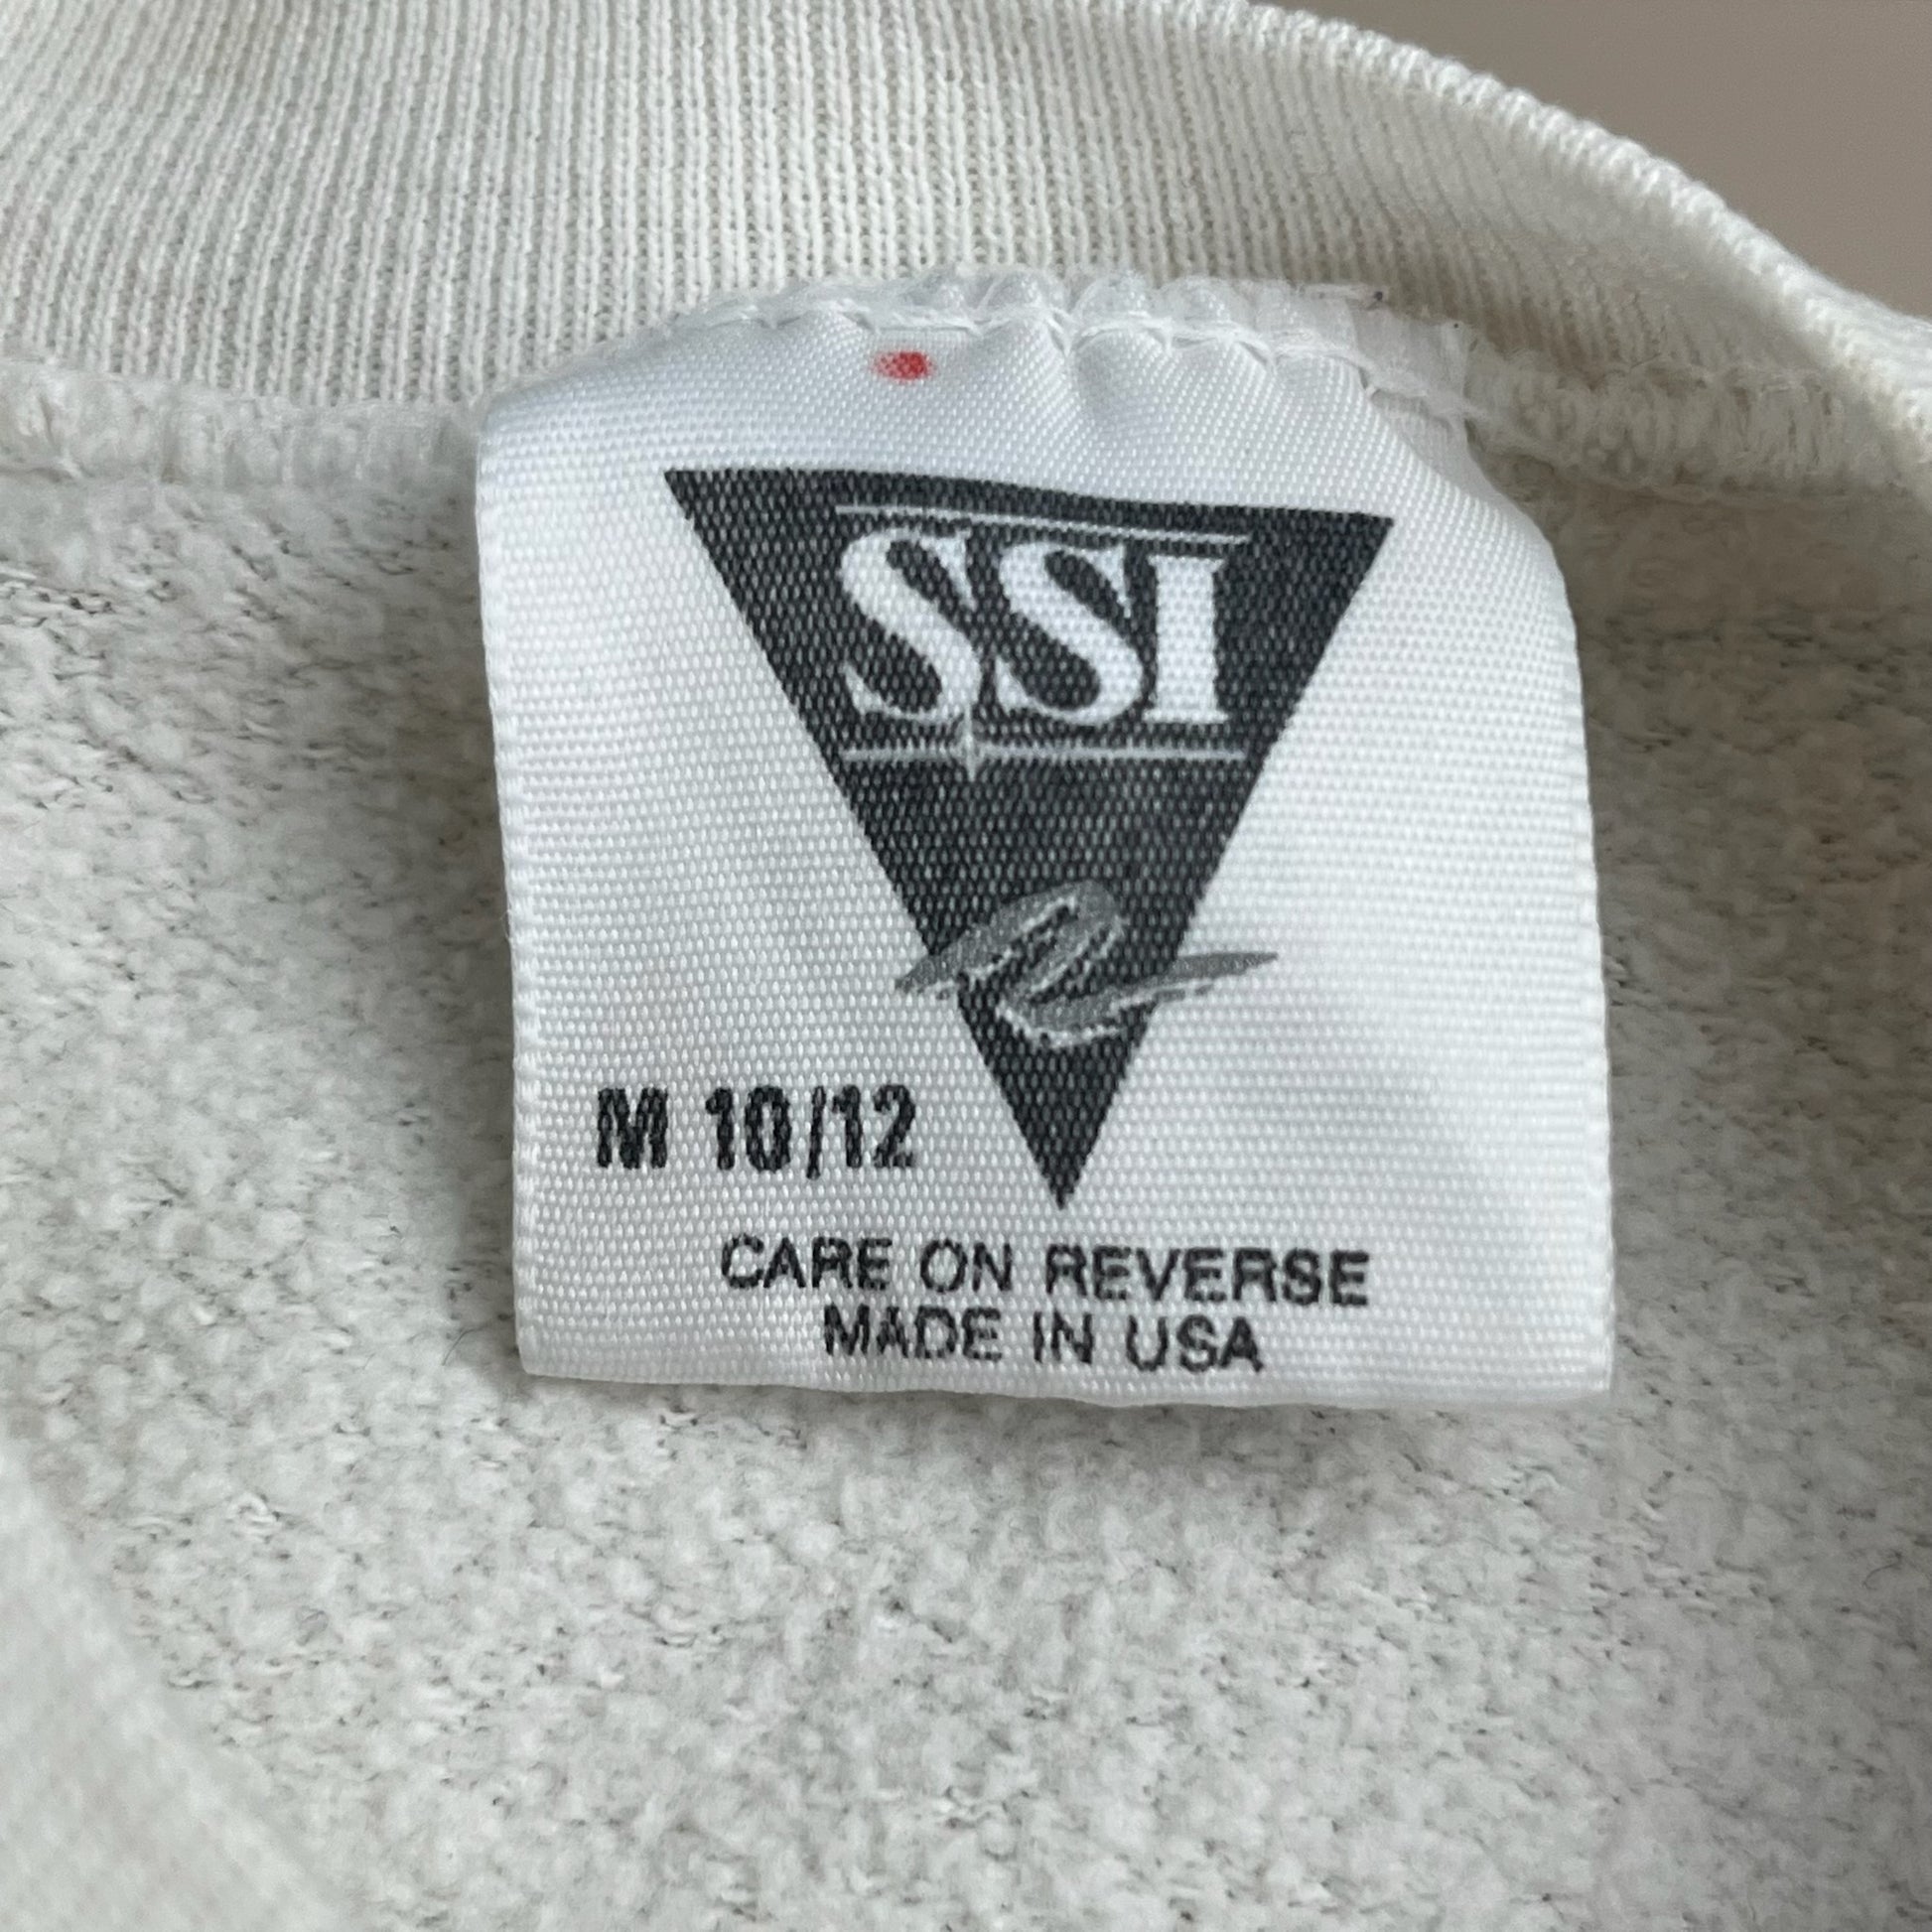 SSI
M 10/12
CARE ON REVERSE
MADE IN USA